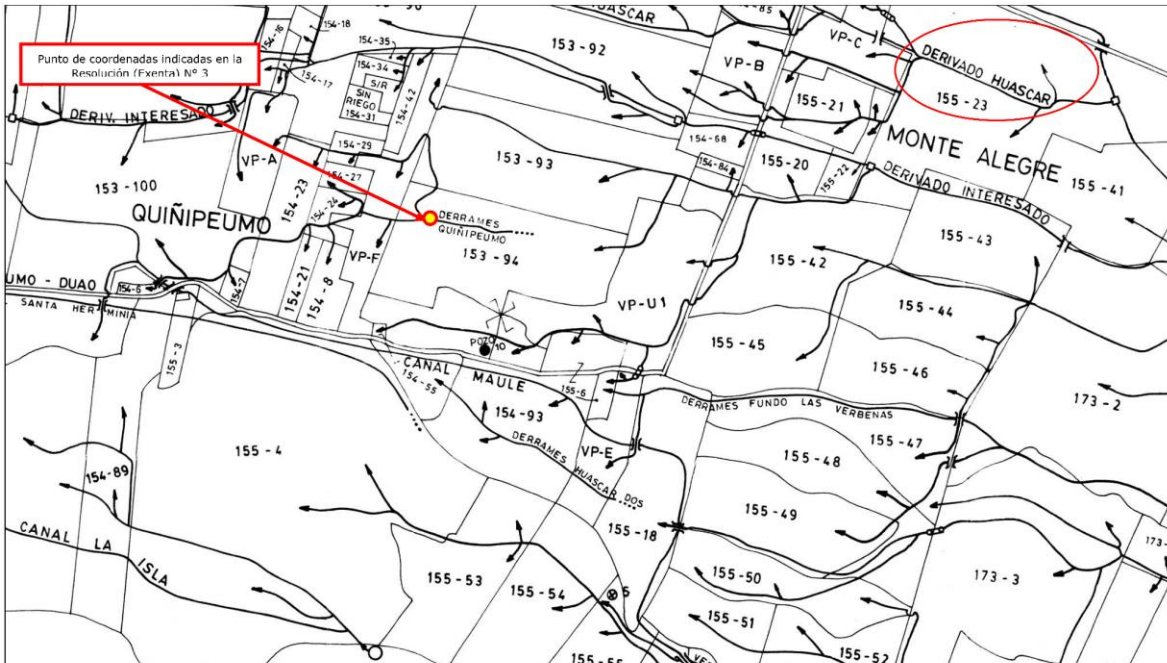 Punto de coordenadas indicadas en la
Resolución (Exenta) Nº 3
154-16
154-18
154-17
154-35
154-34
S/R
SIN
RIEGO
154-31
154-42
154-29
154-27
154-24
154-23
154-21
154-8
154-7
154-6
DERIV. INTERESADO
VP-A
153-100
QUIÑIPEUMO
VP-F
UMO - DUAO
SANTA HERMINIA
155-3
HUASCAR
153-92
153-93
DERRAMES
QUIÑIPEUMO
153-94
VP-B
VP-C
DERIVADO HUASCAR
155-23
155-21
MONTE ALEGRE
154-68
154-84
155-20
155-22
DERIVADO INTERESADO
155-41
155-43
155-42
VP-U1
155-44
155-45
155-46
POZO 10
CANAL MAULE
154-55
155-6
154-93
DERRAMES FUNDO LAS VERBENAS
173-2
155-47
VP-E
DERRAMES HUASCAR DOS
155-4
155-48
154-89
155-49
155-18
CANAL LA ISLA
155-50
173-3
155-53
155-54
5
155-51
155-52